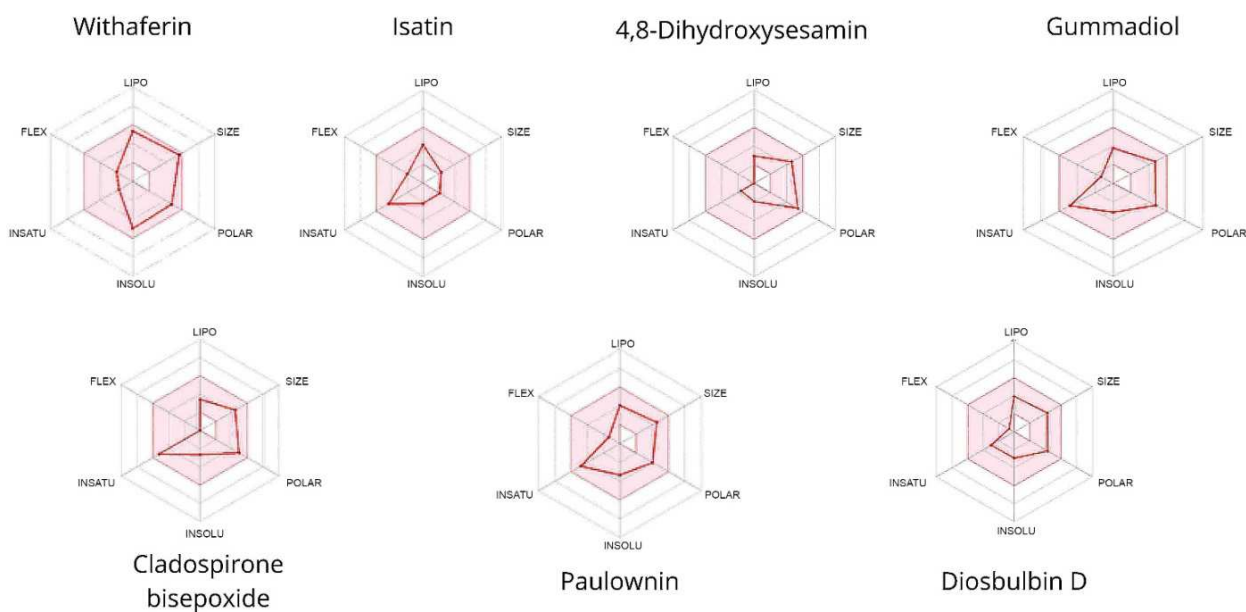 Withaferin
Isatin
4,8-Dihydroxysesamin
Gummadiol
LIPO
FLEX
SIZE
INSATU
POLAR
INSOLU
LIPO
FLEX
SIZE
INSATU
POLAR
INSOLU
LIPO
FLEX
SIZE
INSATU
POLAR
INSOLU
LIPO
FLEX
SIZE
INSATU
POLAR
INSOLU
LIPO
FLEX
SIZE
INSATU
POLAR
INSOLU
Cladospirone
bisepoxide
LIPO
FLEX
SIZE
INSATU
POLAR
INSOLU
Paulownin
LIPO
FLEX
SIZE
INSATU
POLAR
INSOLU
Diosbulbin D